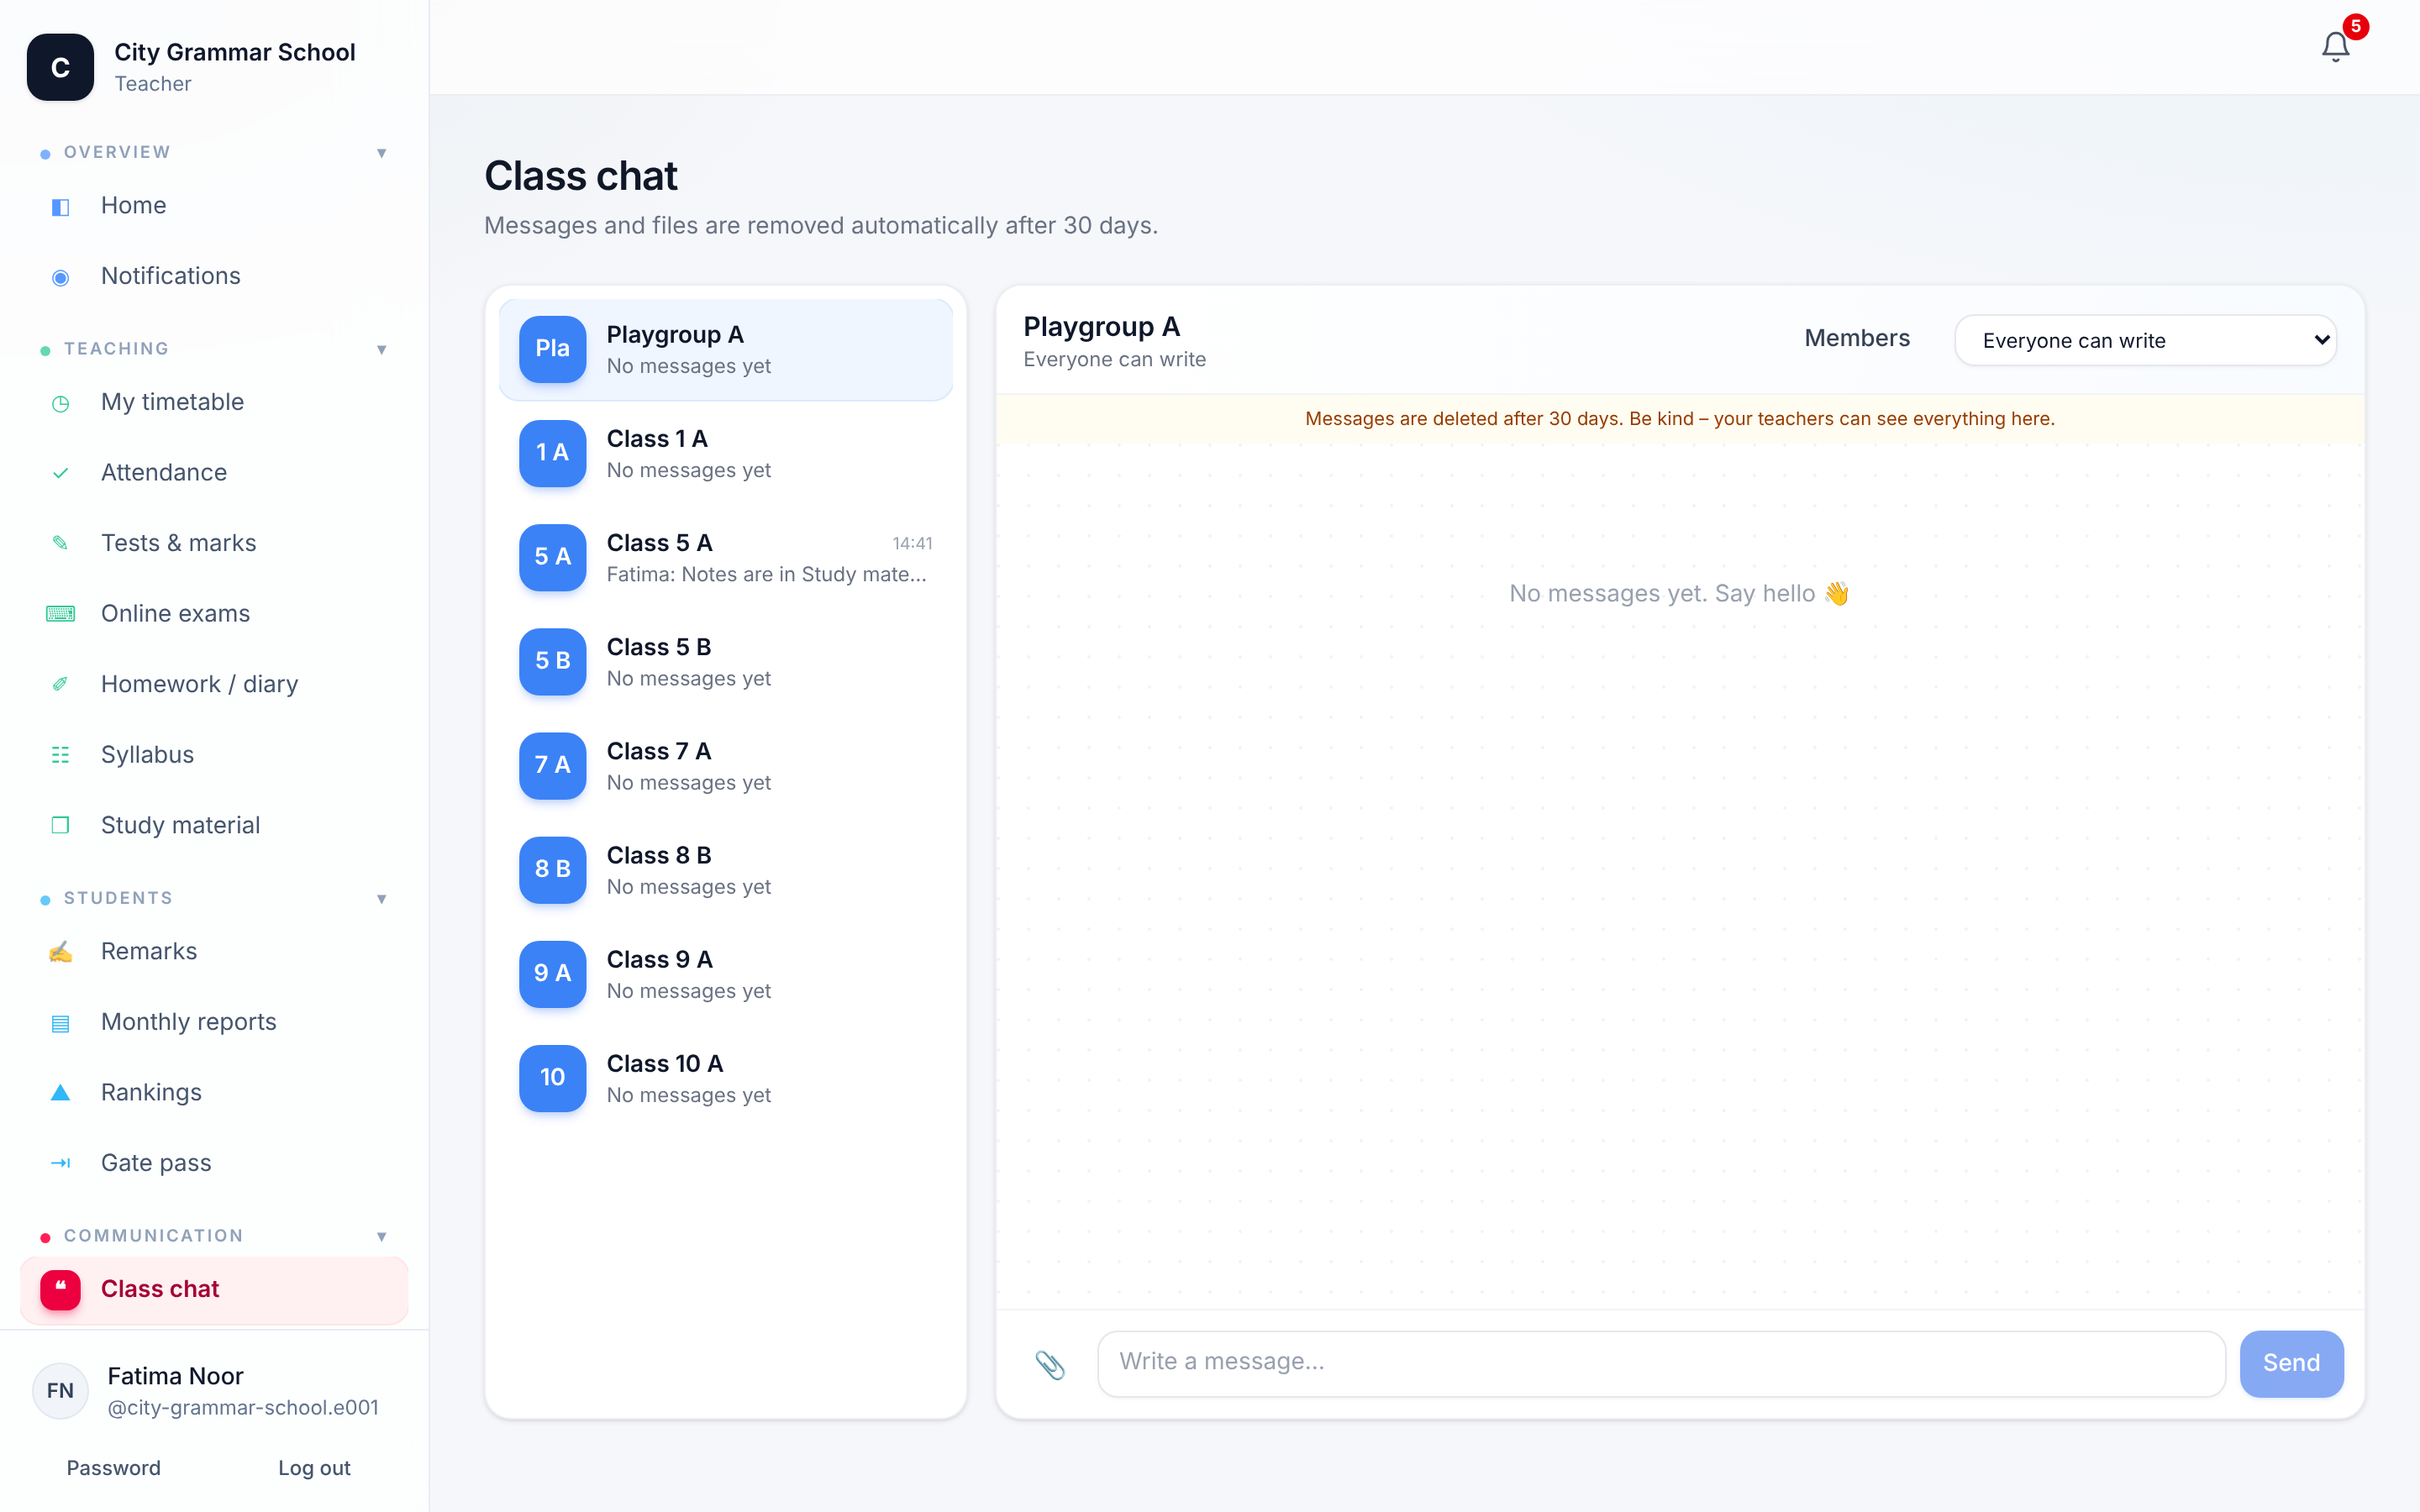 C
City Grammar School
Teacher
OVERVIEW
Home
Notifications
TEACHING
My timetable
Attendance
Tests & marks
Online exams
Homework / diary
Syllabus
Study material
STUDENTS
Remarks
Monthly reports
Rankings
Gate pass
COMMUNICATION
Class chat
FN
Fatima Noor
@city-grammar-school.e001
Password
Log out
5
Class chat
Messages and files are removed automatically after 30 days.
Pla
Playgroup A
No messages yet
1 A
Class 1 A
No messages yet
5 A
Class 5 A
14:41
Fatima: Notes are in Study mate...
5 B
Class 5 B
No messages yet
7 A
Class 7 A
No messages yet
8 B
Class 8 B
No messages yet
9 A
Class 9 A
No messages yet
10
Class 10 A
No messages yet
Playgroup A
Everyone can write
Members
Everyone can write
Messages are deleted after 30 days. Be kind – your teachers can see everything here.
No messages yet. Say hello 👋
Write a message...
Send